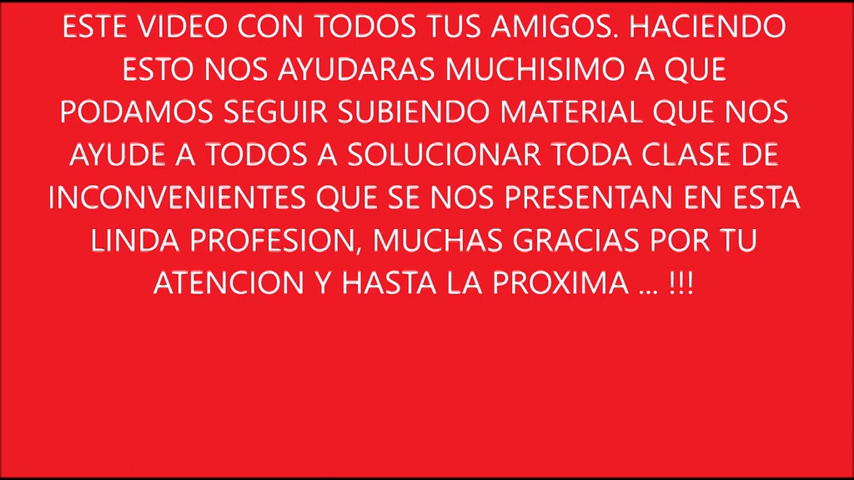 ESTE VIDEO CON TODOS TUS AMIGOS. HACIENDO
ESTO NOS AYUDARAS MUCHISIMO A QUE
PODAMOS SEGUIR SUBIENDO MATERIAL QUE NOS
AYUDE A TODOS A SOLUCIONAR TODA CLASE DE
INCONVENIENTES QUE SE NOS PRESENTAN EN ESTA
LINDA PROFESION, MUCHAS GRACIAS POR TU
ATENCION Y HASTA LA PROXIMA ... !!!